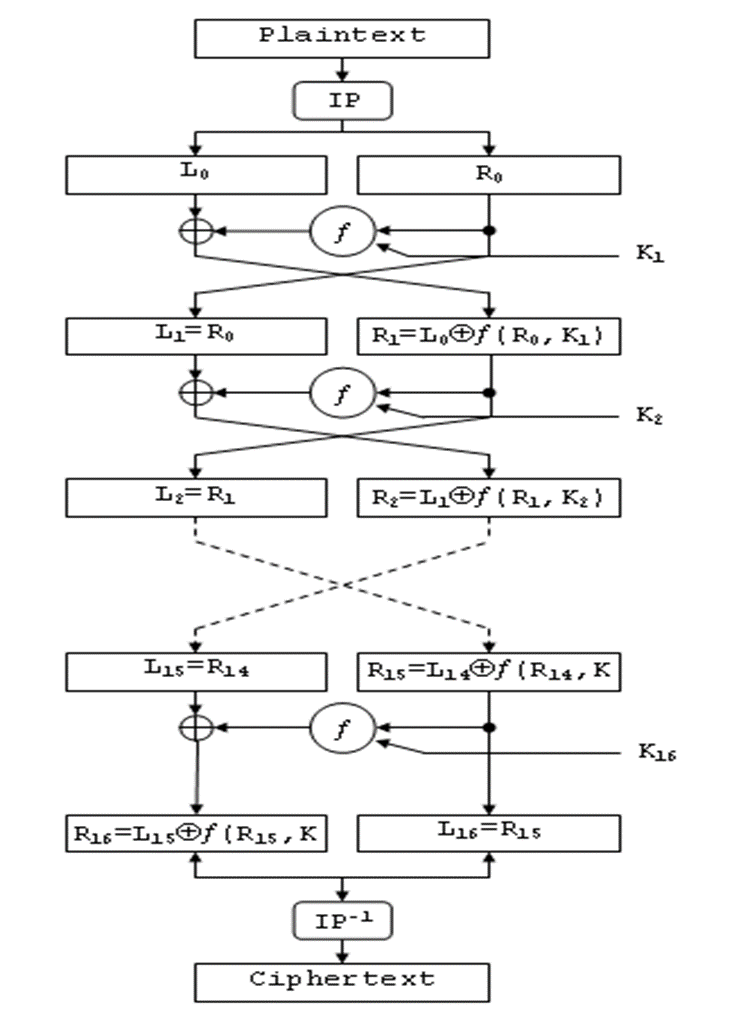 Plaintext
IP
L₀
R₀
f
K₁
L₁=R₀
R₁=L₀⊕f(R₀,K₁)
f
K₂
L₂=R₁
R₂=L₁⊕f(R₁,K₂)
L₁₅=R₁₄
R₁₅=L₁₄⊕f(R₁₄,K
f
K₁₆
R₁₆=L₁₅⊕f(R₁₅,K
L₁₆=R₁₅
IP⁻¹
Ciphertext